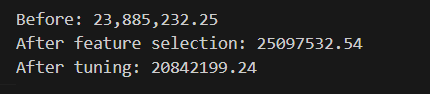 Before: 23,885,232.25
After feature selection: 25097532.54
After tuning: 20842199.24